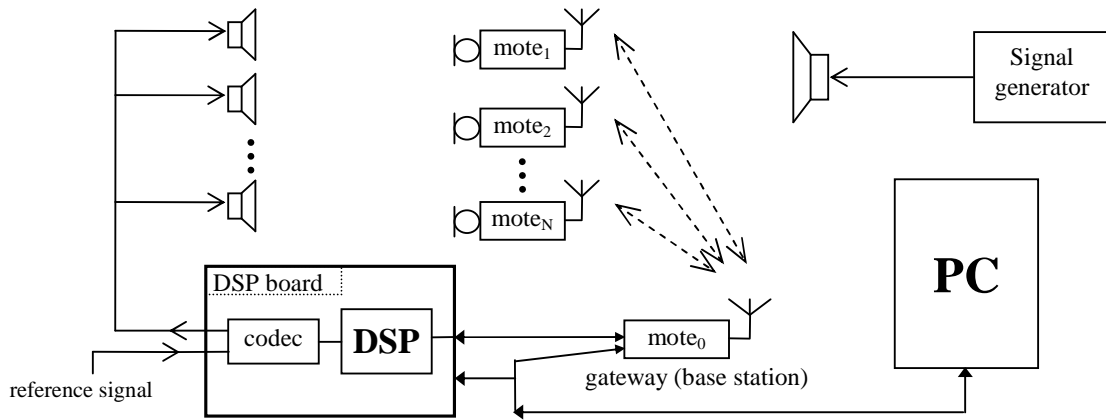 mote₁
Signal
generator
mote₂
moteN
DSP board
PC
codec
DSP
mote₀
reference signal
gateway (base station)